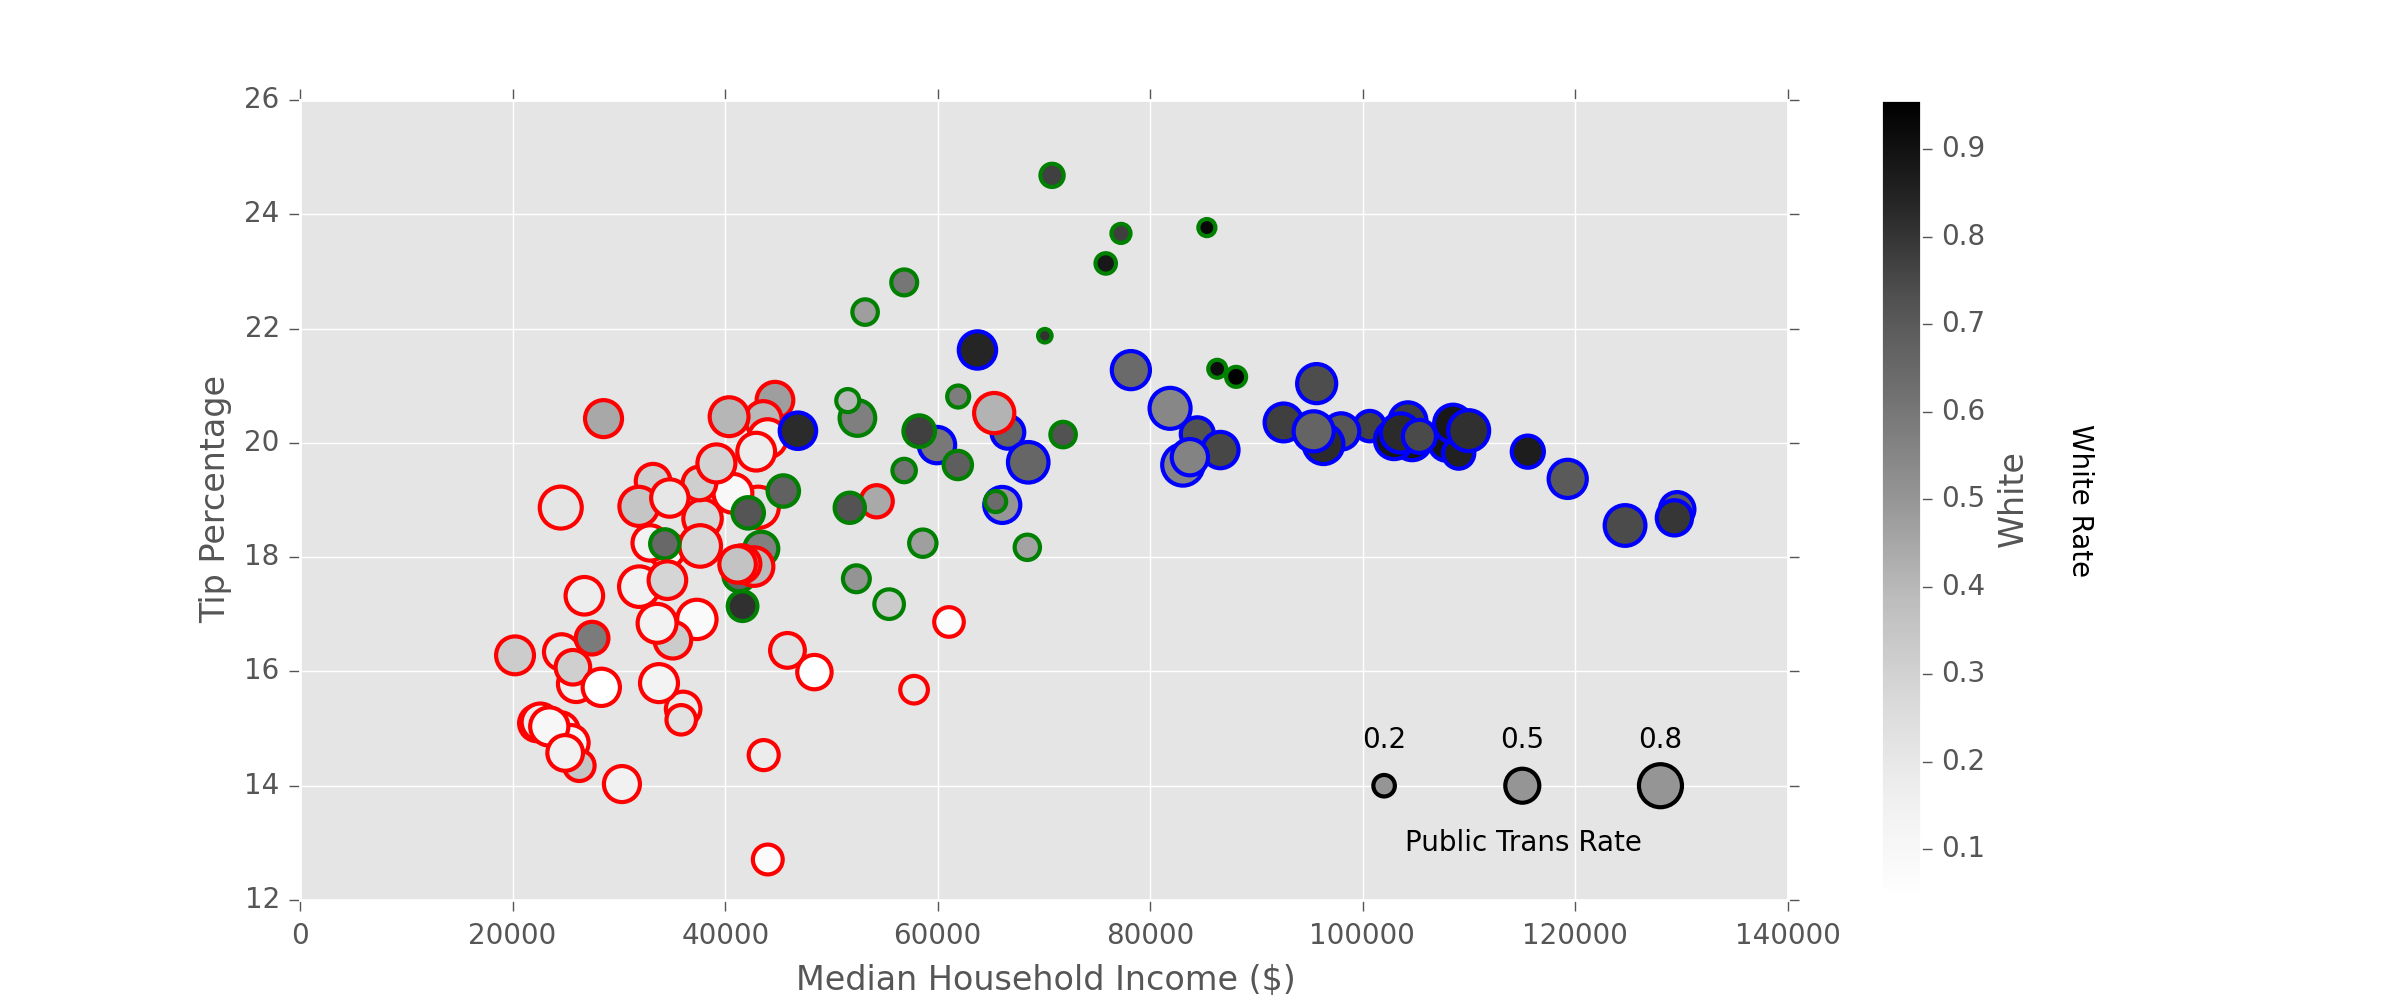 26
24
22
20
18
16
14
12
Tip Percentage
0 20000 40000 60000 80000 100000 120000 140000
Median Household Income ($)
0.2 0.5 0.8
Public Trans Rate
0.9
0.8
0.7
0.6
0.5
0.4
0.3
0.2
0.1
White
White Rate